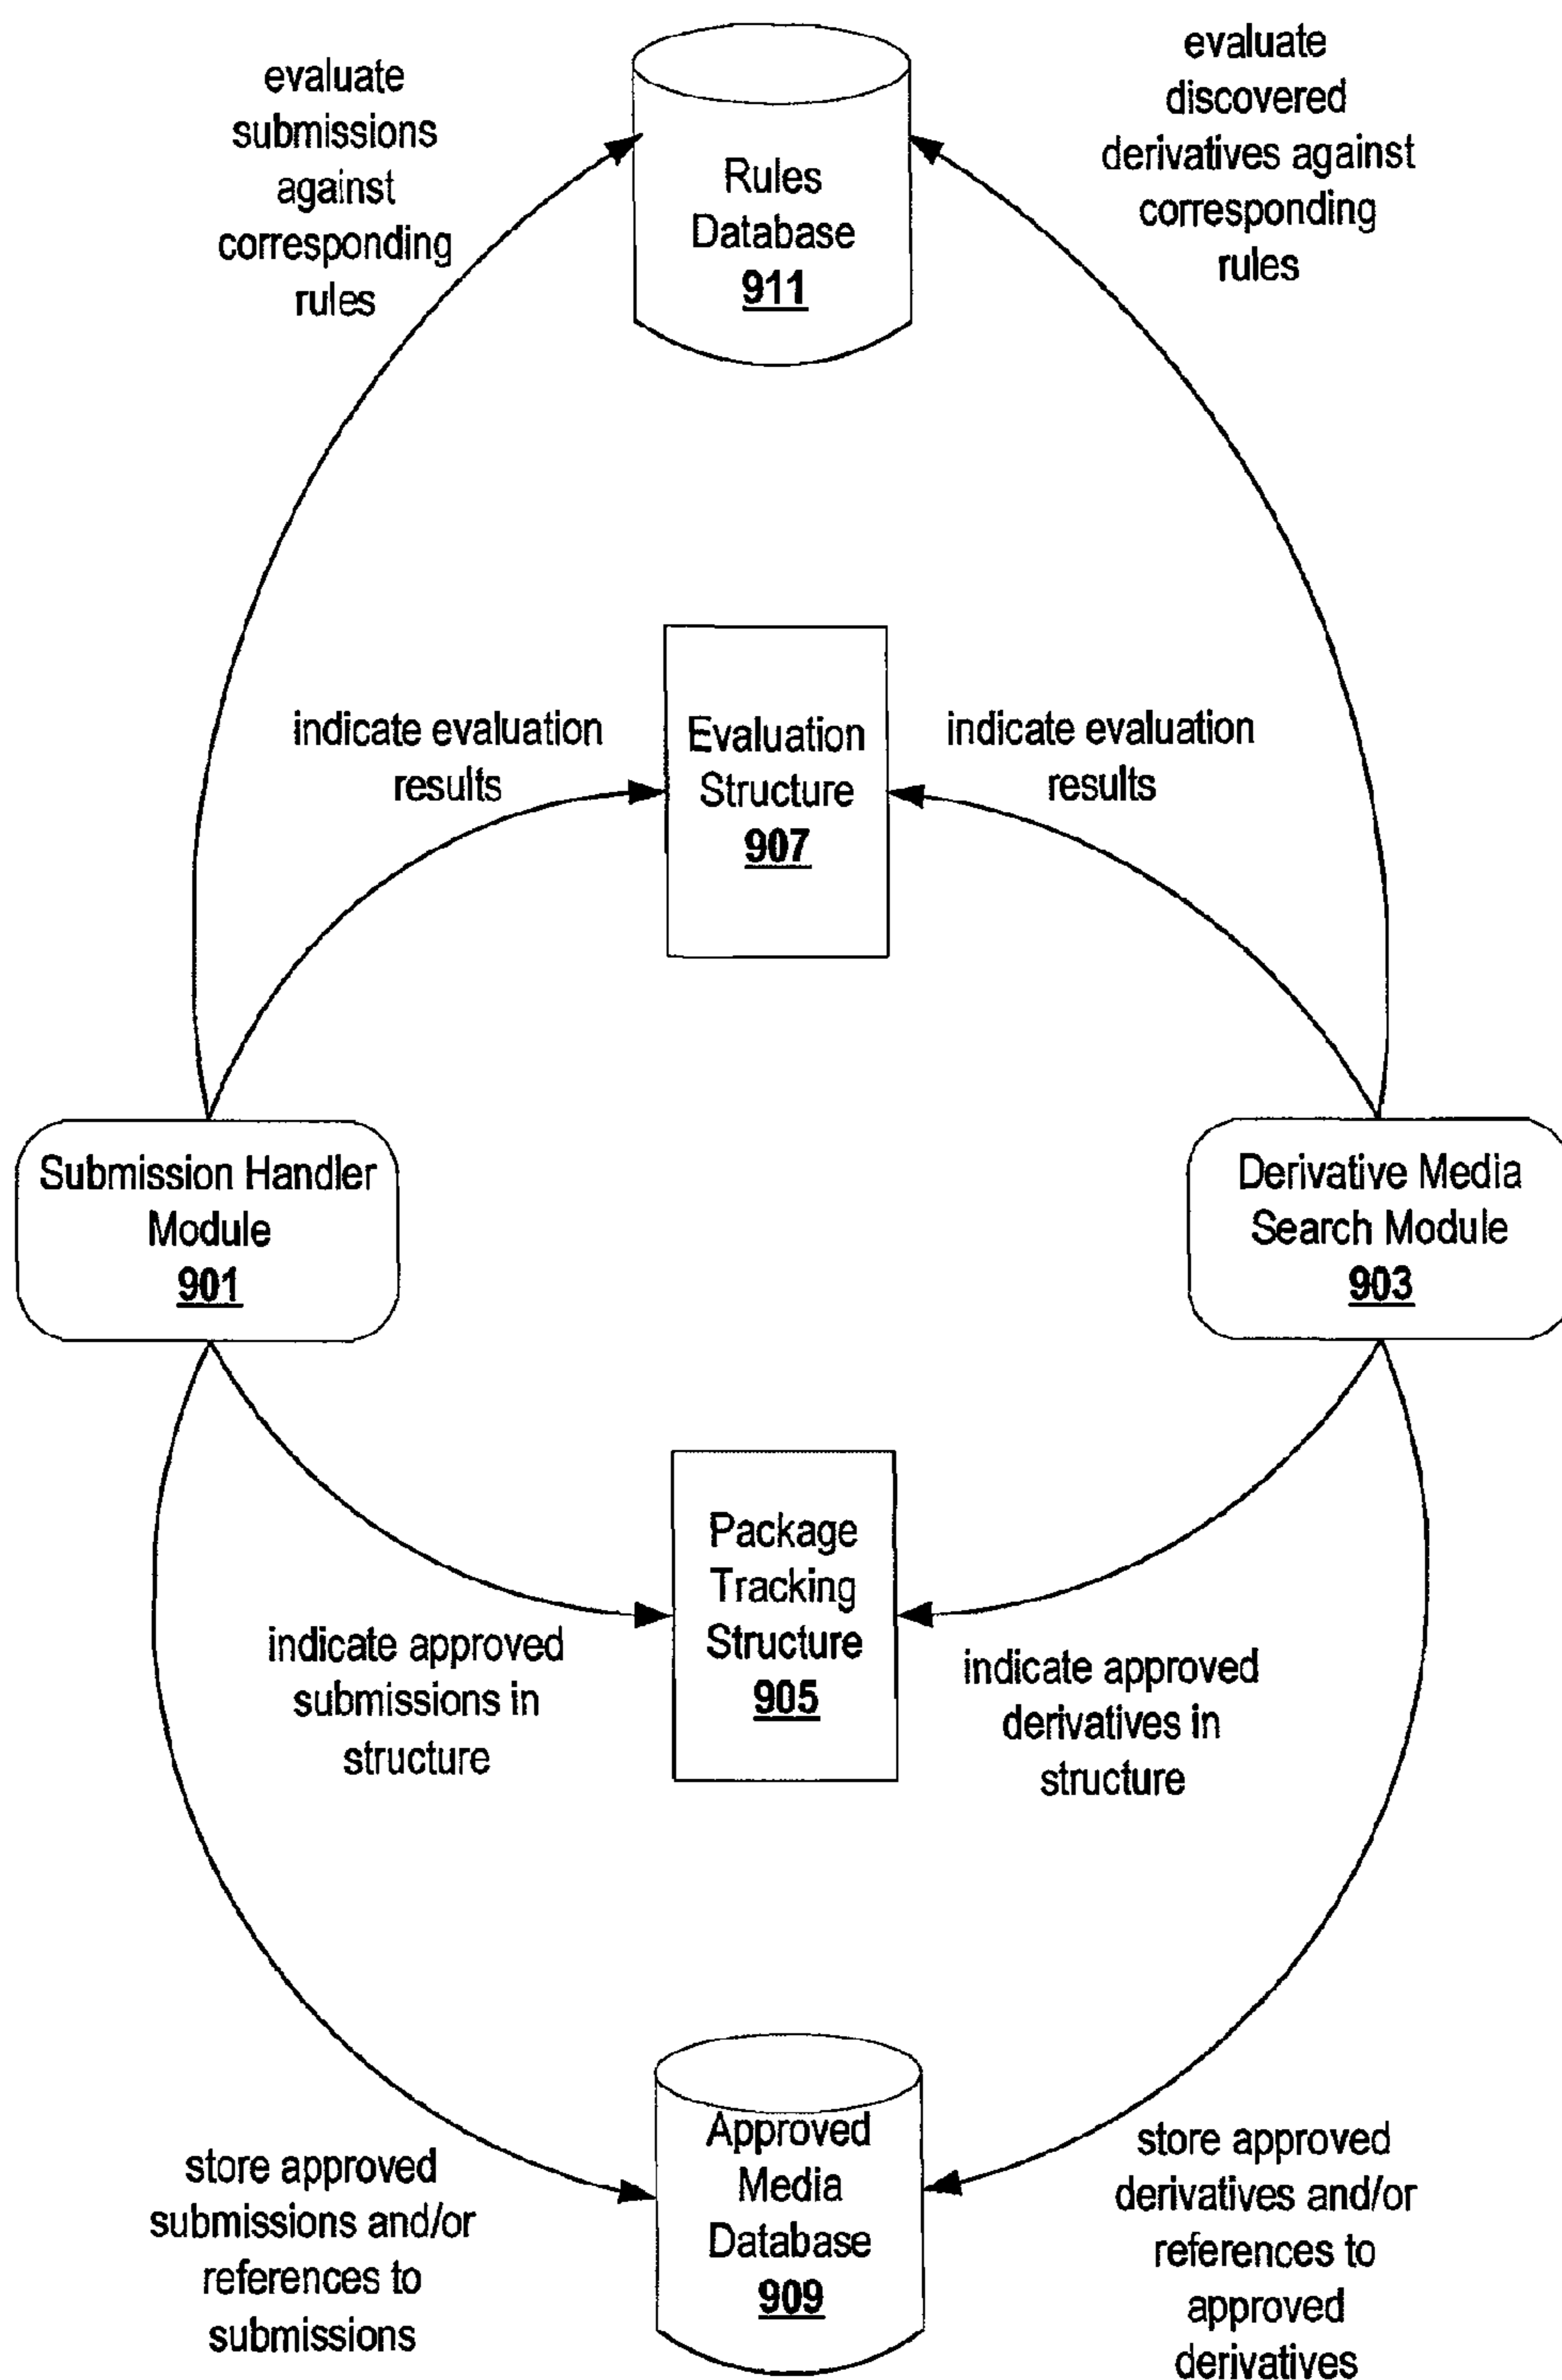 evaluate
submissions
against
corresponding
rules
Rules
Database
911
evaluate
discovered
derivatives against
corresponding
rules
indicate evaluation
results
Evaluation
Structure
907
indicate evaluation
results
Submission Handler
Module
901
Derivative Media
Search Module
903
Package
Tracking
Structure
905
indicate approved
submissions in
structure
indicate approved
derivatives in
structure
store approved
submissions and/or
references to
submissions
Approved
Media
Database
909
store approved
derivatives and/or
references to
approved
derivatives